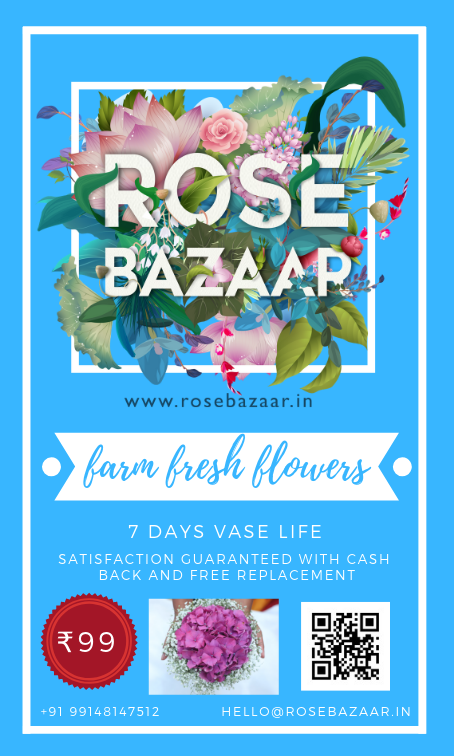 ROSE
BAZAAR
www.rosebazaar.in
farm fresh flowers
7 DAYS VASE LIFE
SATISFACTION GUARANTEED WITH CASH
BACK AND FREE REPLACEMENT
₹99
+91 99148147512
HELLO@ROSEBAZAAR.IN